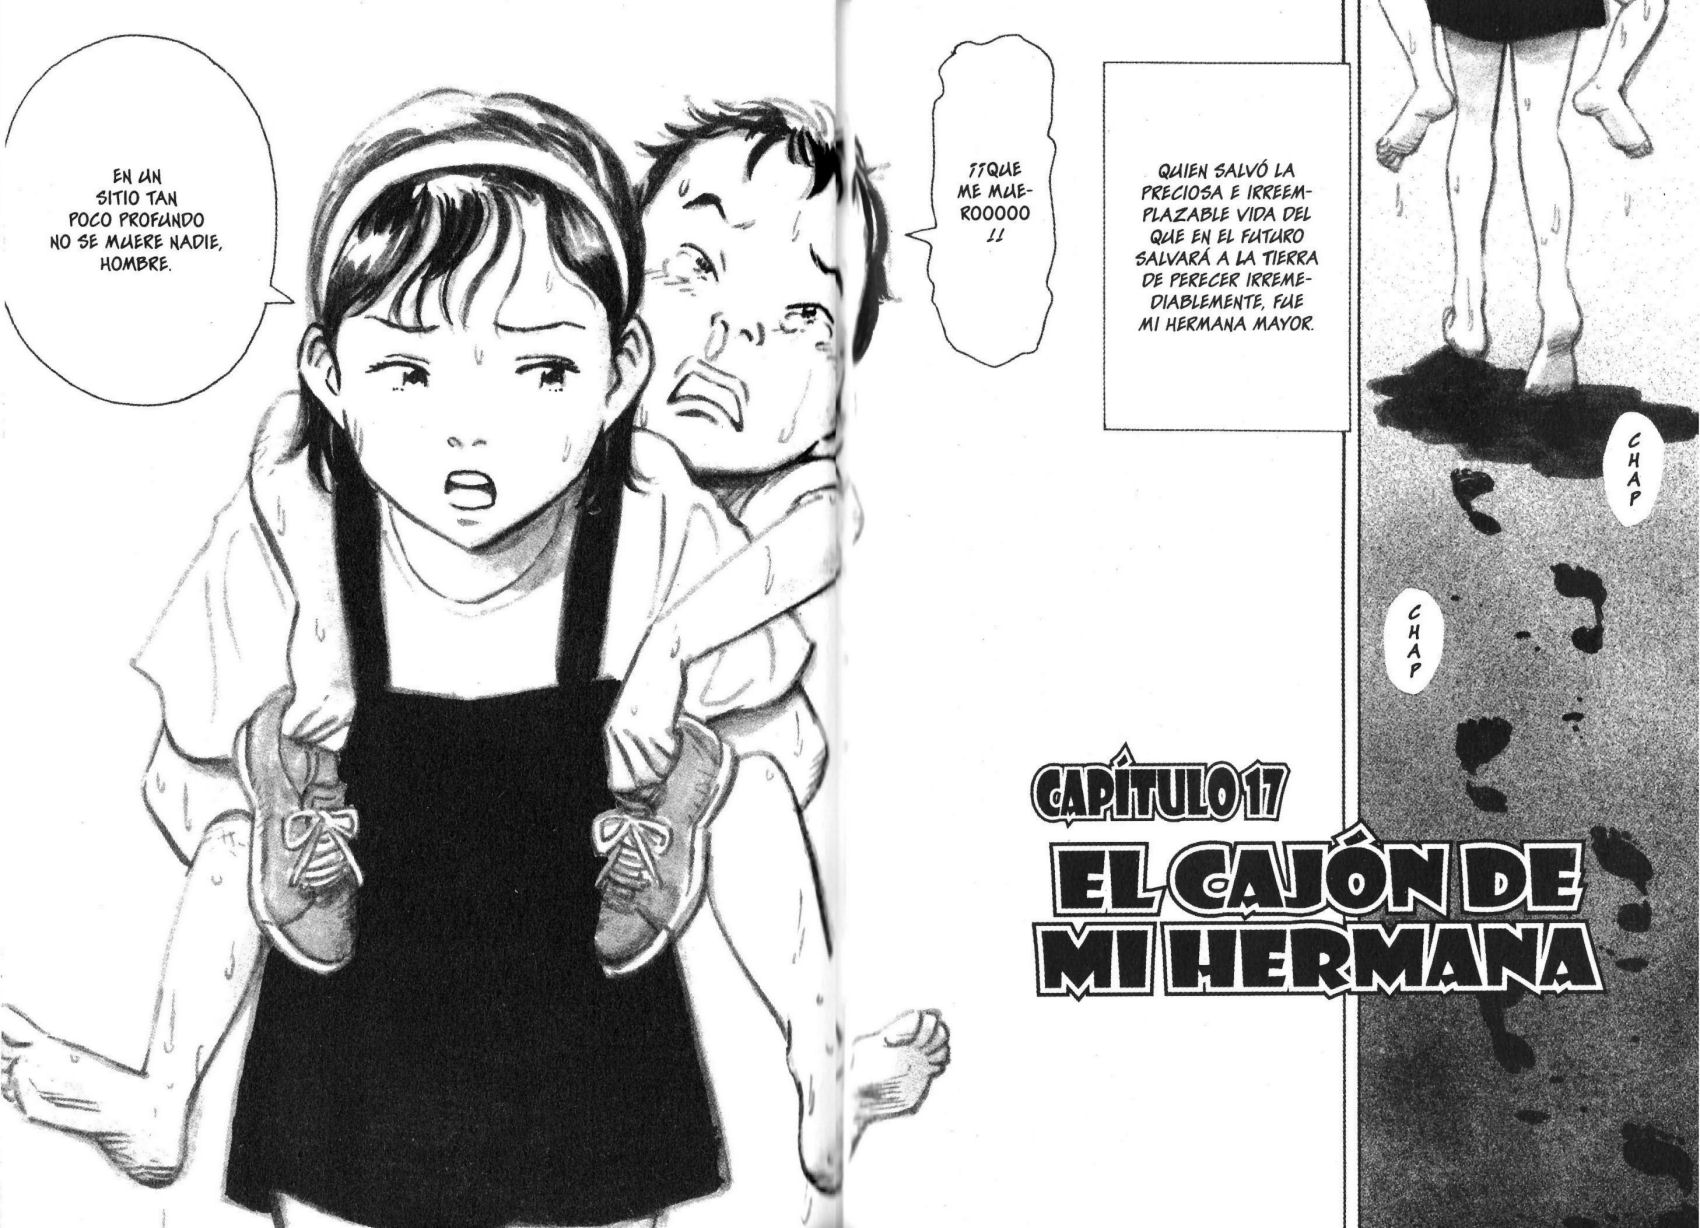 QUIEN SALVÓ LA
PRECIOSA E IRREEM-
PLAZABLE VIDA DEL
QUE EN EL FUTURO
SALVARÁ A LA TIERRA
DE PERECER IRREME-
DIABLEMENTE, FUE
MI HERMANA MAYOR.
CHAP
CHAP
¡¡QUE
ME MUE-
ROOOOO
!!
EN UN
SITIO TAN
POCO PROFUNDO
NO SE MUERE NADIE,
HOMBRE.
CAPÍTULO 17
EL CAJÓN DE
MI HERMANA